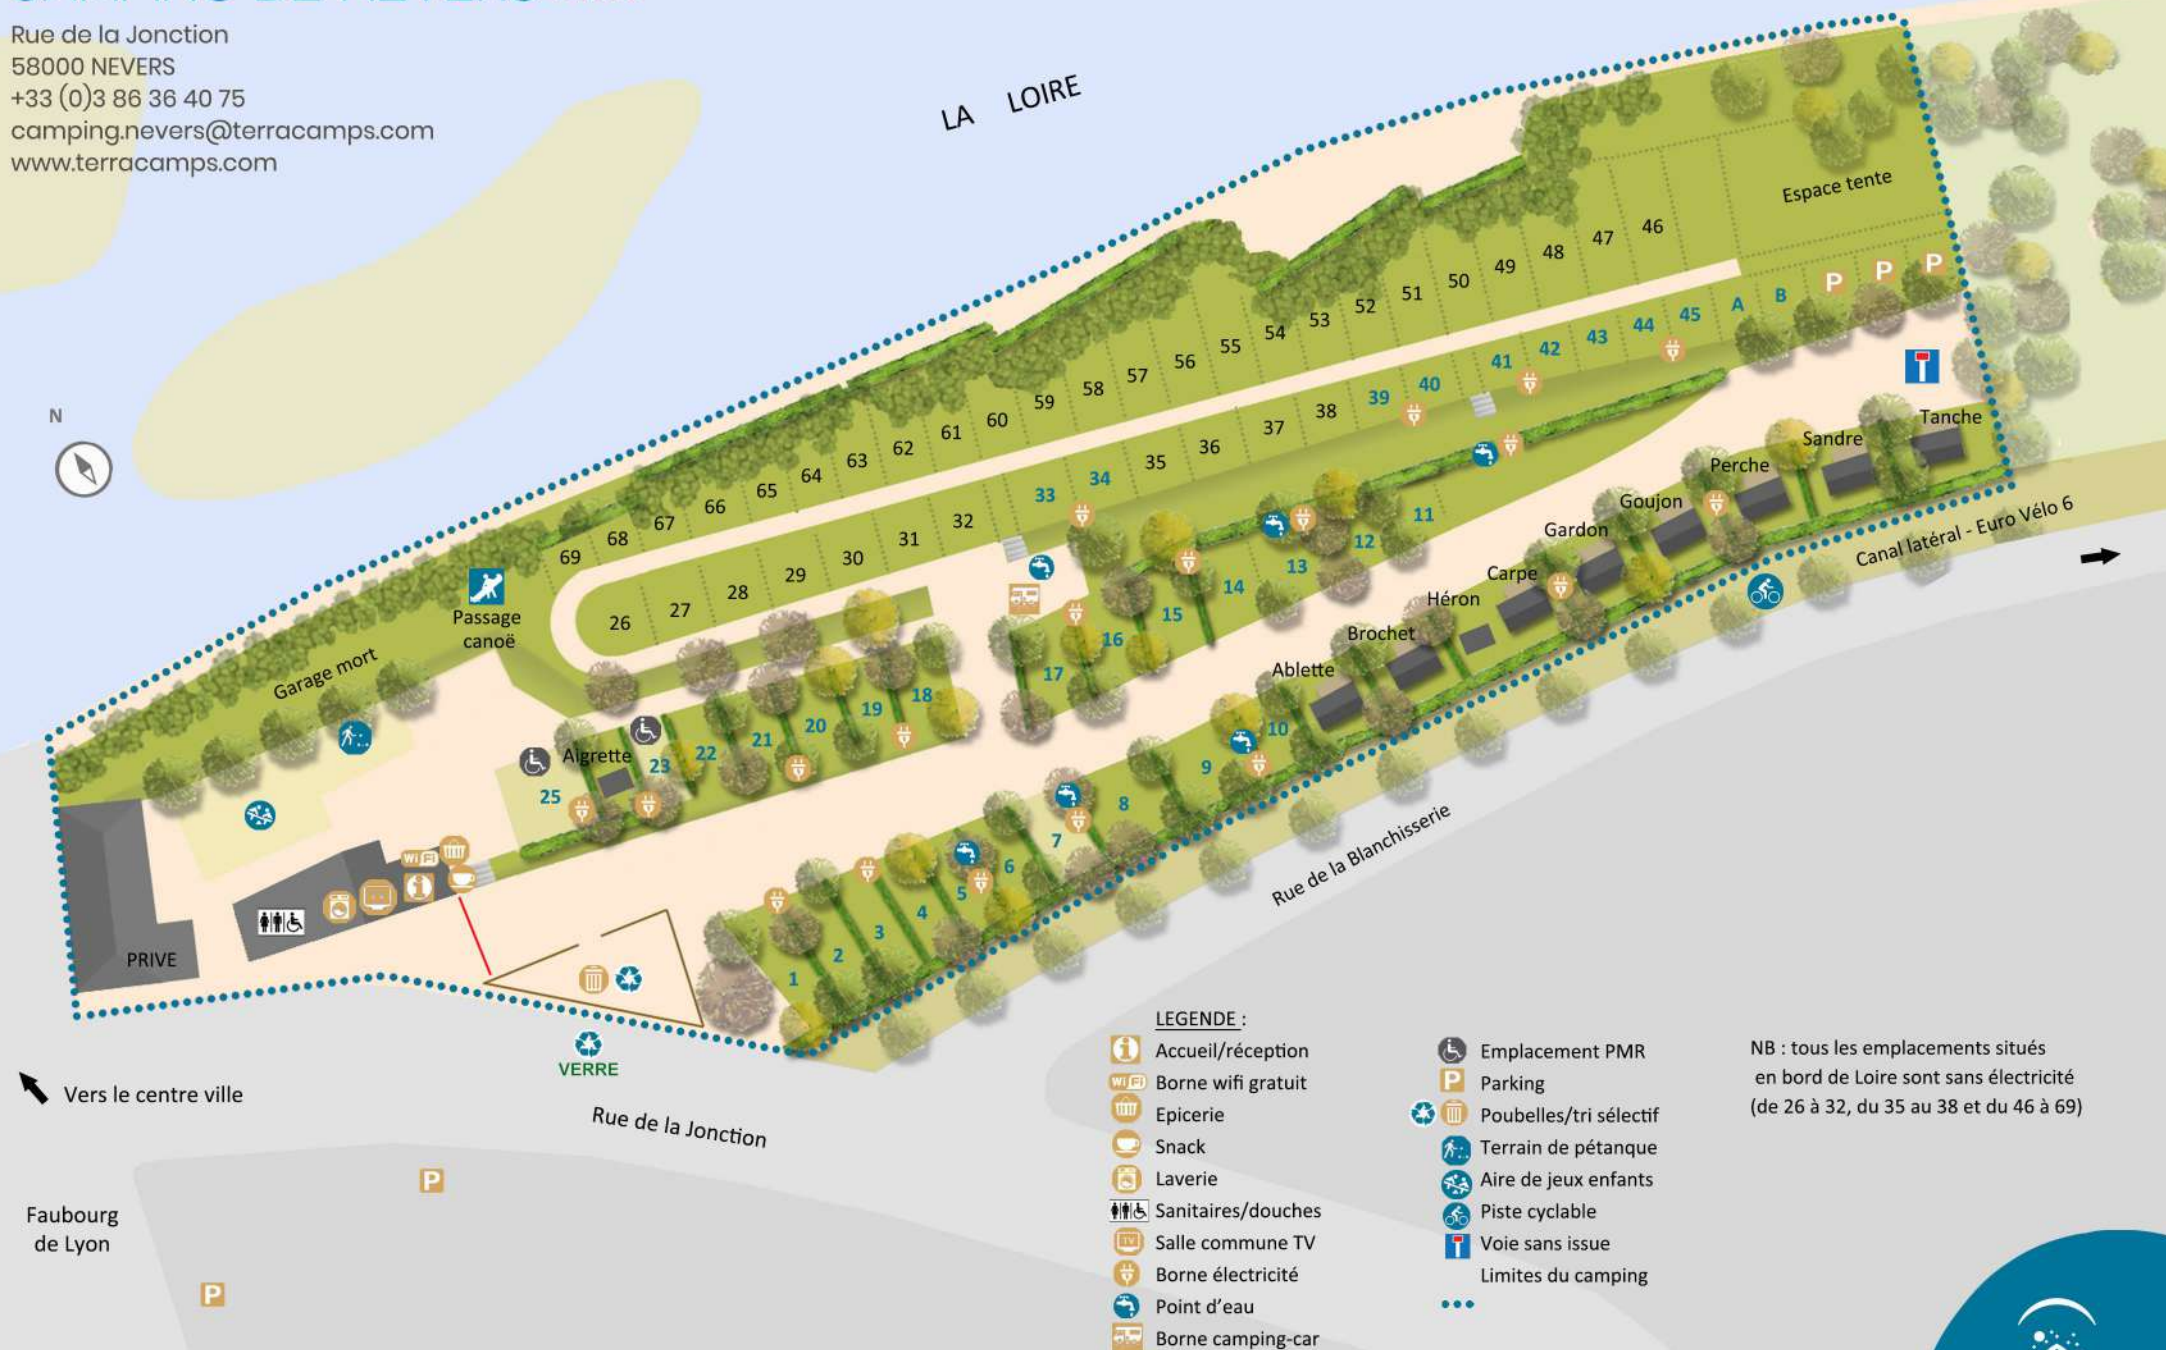 Rue de la Jonction
58000 NEVERS
+33 (0)3 86 36 40 75
camping.nevers@terracamps.com
www.terracamps.com
LA LOIRE
N
Espace tente
46
47
48
49
50
51
52
53
54
55
56
57
58
59
60
61
62
63
64
65
66
67
68
69
P
P
P
B
A
45
44
43
42
41
40
39
38
37
36
35
34
33
32
31
30
29
28
27
26
Passage
canoë
Garage mort
11
12
13
14
15
16
17
18
19
20
21
22
23
Aigrette
25
Tanche
Sandre
Perche
Goujon
Gardon
Carpe
Héron
Brochet
Ablette
10
9
8
7
6
5
4
3
2
1
Canal latéral - Euro Vélo 6
Rue de la Blanchisserie
WiFi
PRIVE
VERRE
Vers le centre ville
Rue de la Jonction
P
P
Faubourg
de Lyon
LEGENDE :
Accueil/réception
WiFi Borne wifi gratuit
Epicerie
Snack
Laverie
Sanitaires/douches
TV Salle commune TV
Borne électricité
Point d'eau
Borne camping-car
Emplacement PMR
P Parking
Poubelles/tri sélectif
Terrain de pétanque
Aire de jeux enfants
Piste cyclable
Voie sans issue
Limites du camping
NB : tous les emplacements situés
en bord de Loire sont sans électricité
(de 26 à 32, du 35 au 38 et du 46 à 69)